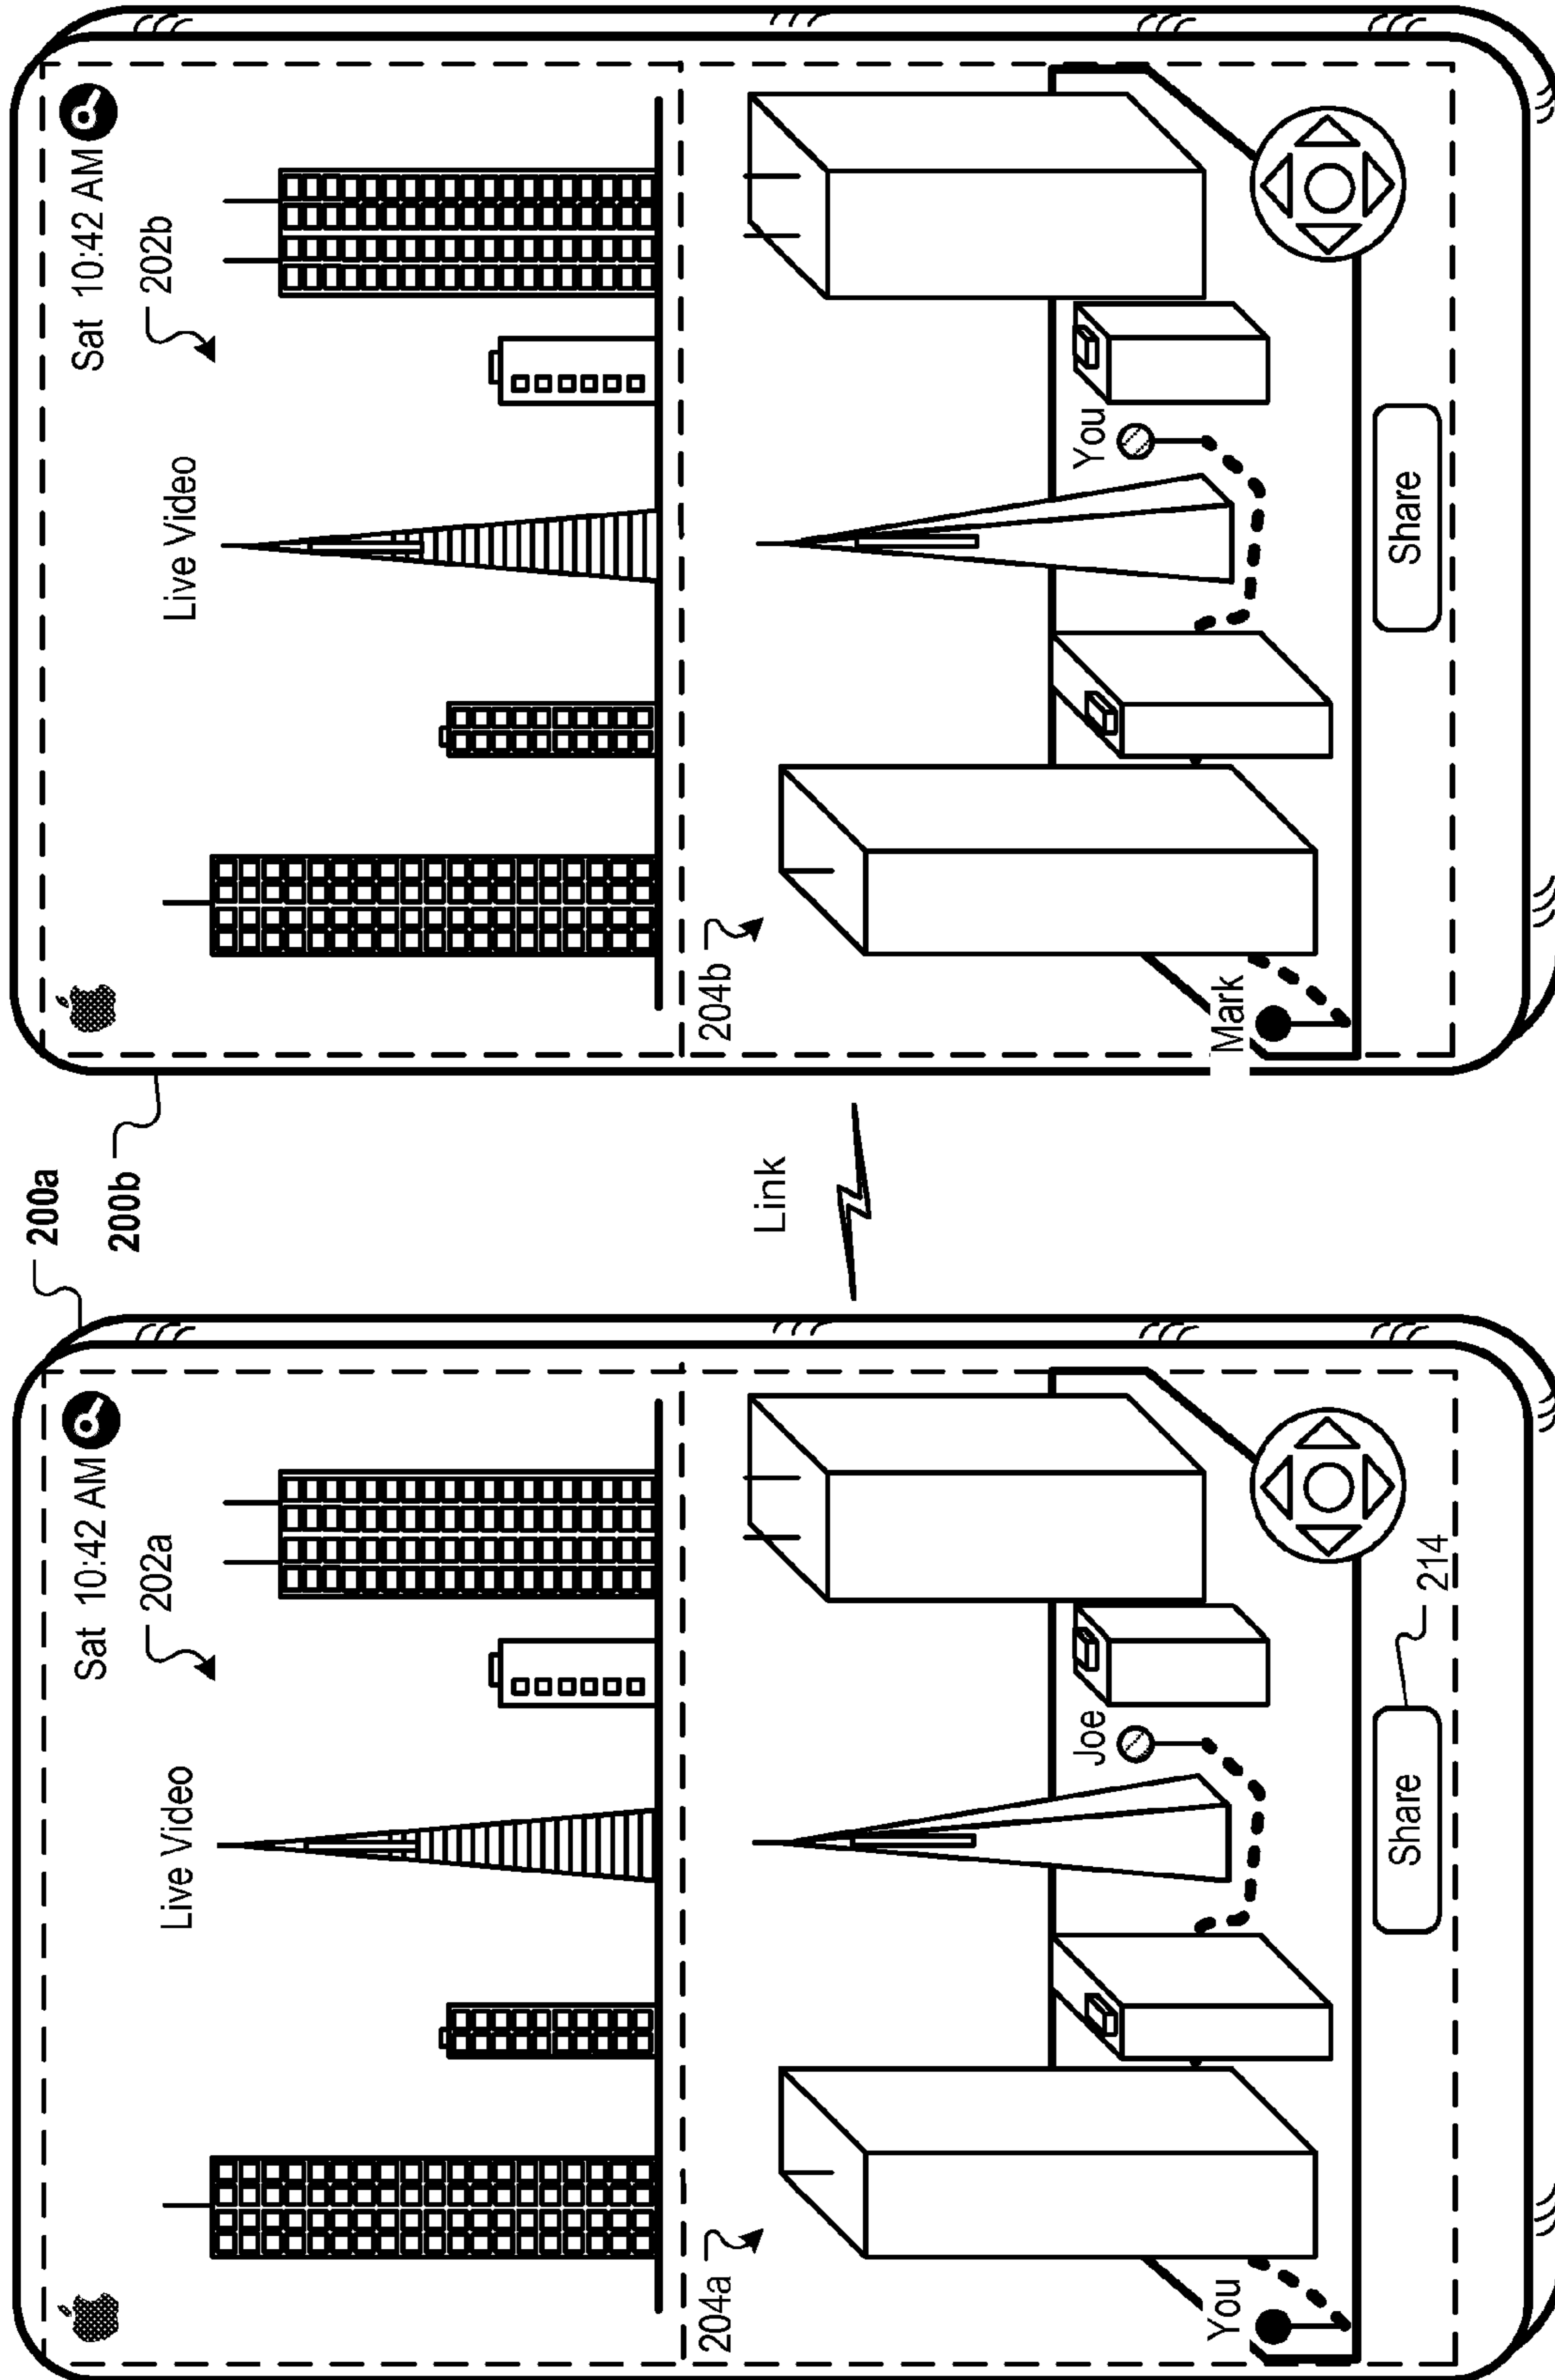 200a
200b
Sat 10:42 AM
202a
Live Video
204a
Joe
You
Share
214
Link
Sat 10:42 AM
202b
Live Video
204b
You
Mark
Share